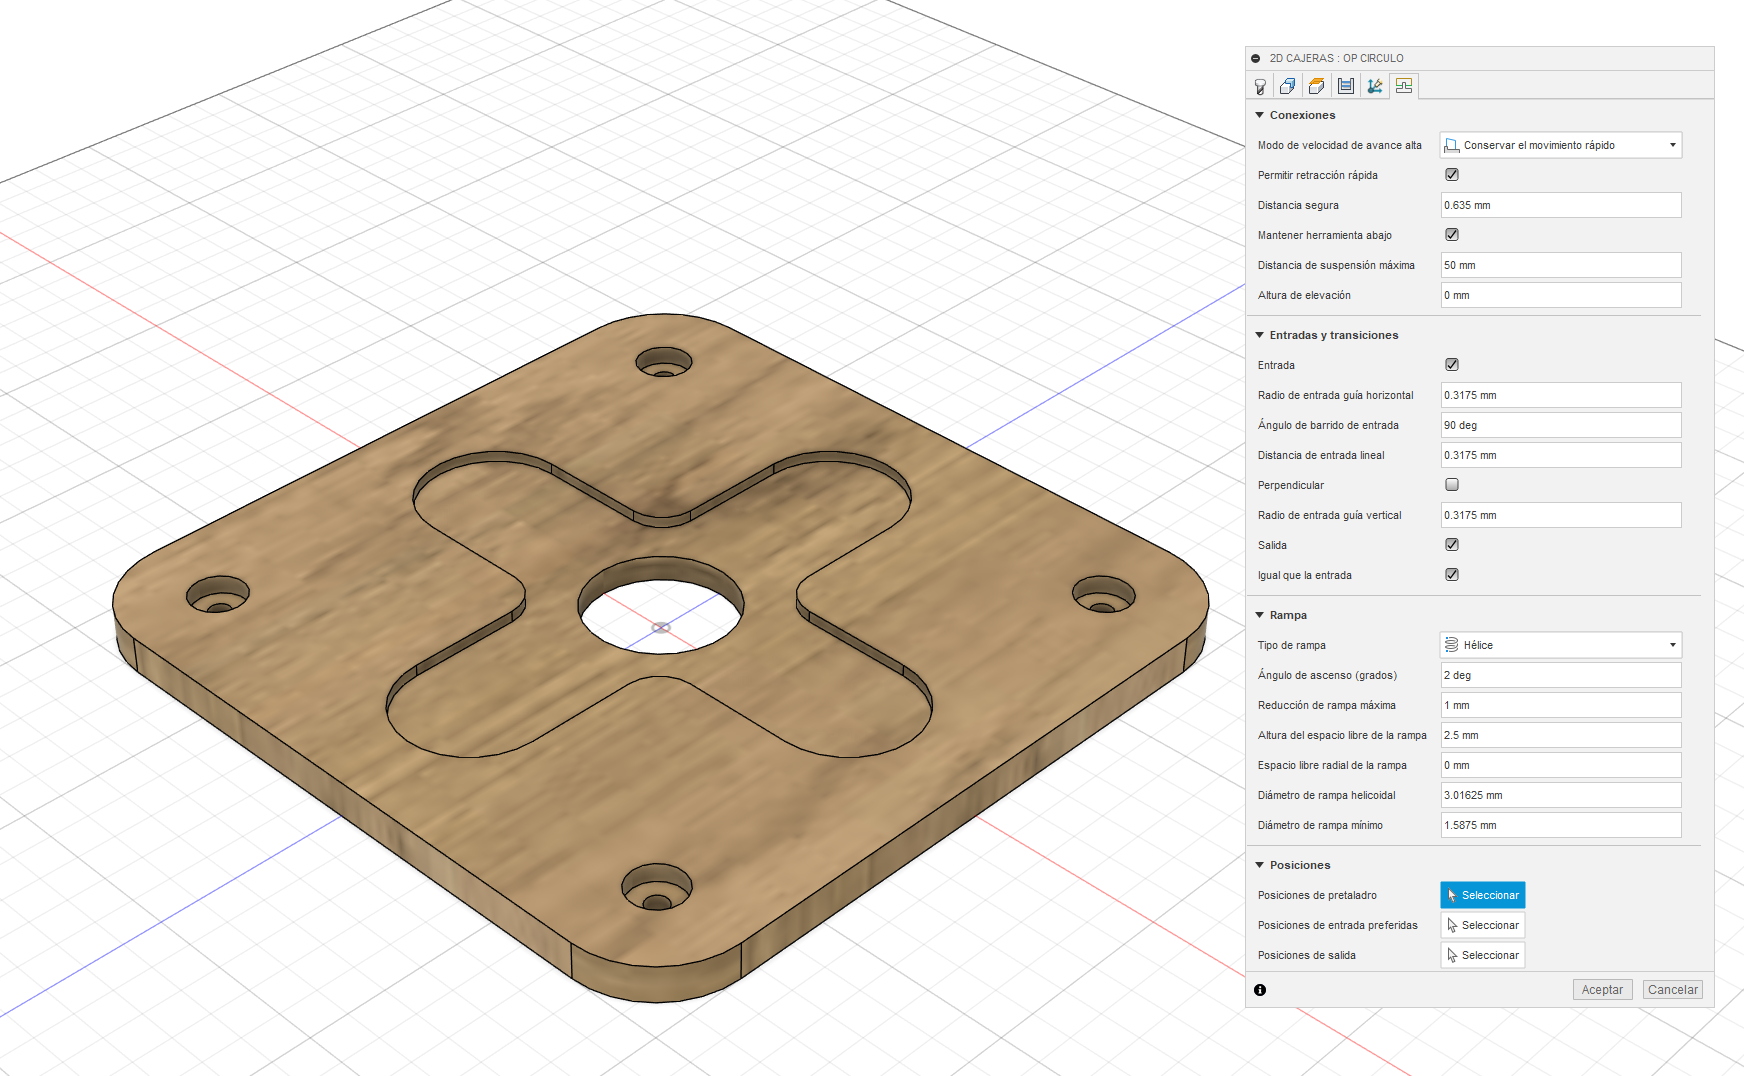 2D CAJERAS : OP CIRCULO
Conexiones
Modo de velocidad de avance alta Conservar el movimiento rápido
Permitir retracción rápida
Distancia segura 0.635 mm
Mantener herramienta abajo
Distancia de suspensión máxima 50 mm
Altura de elevación 0 mm
Entradas y transiciones
Entrada
Radio de entrada guía horizontal 0.3175 mm
Ángulo de barrido de entrada 90 deg
Distancia de entrada lineal 0.3175 mm
Perpendicular
Radio de entrada guía vertical 0.3175 mm
Salida
Igual que la entrada
Rampa
Tipo de rampa Hélice
Ángulo de ascenso (grados) 2 deg
Reducción de rampa máxima 1 mm
Altura del espacio libre de la rampa 2.5 mm
Espacio libre radial de la rampa 0 mm
Diámetro de rampa helicoidal 3.01625 mm
Diámetro de rampa mínimo 1.5875 mm
Posiciones
Posiciones de pretaladro Seleccionar
Posiciones de entrada preferidas Seleccionar
Posiciones de salida Seleccionar
Aceptar Cancelar